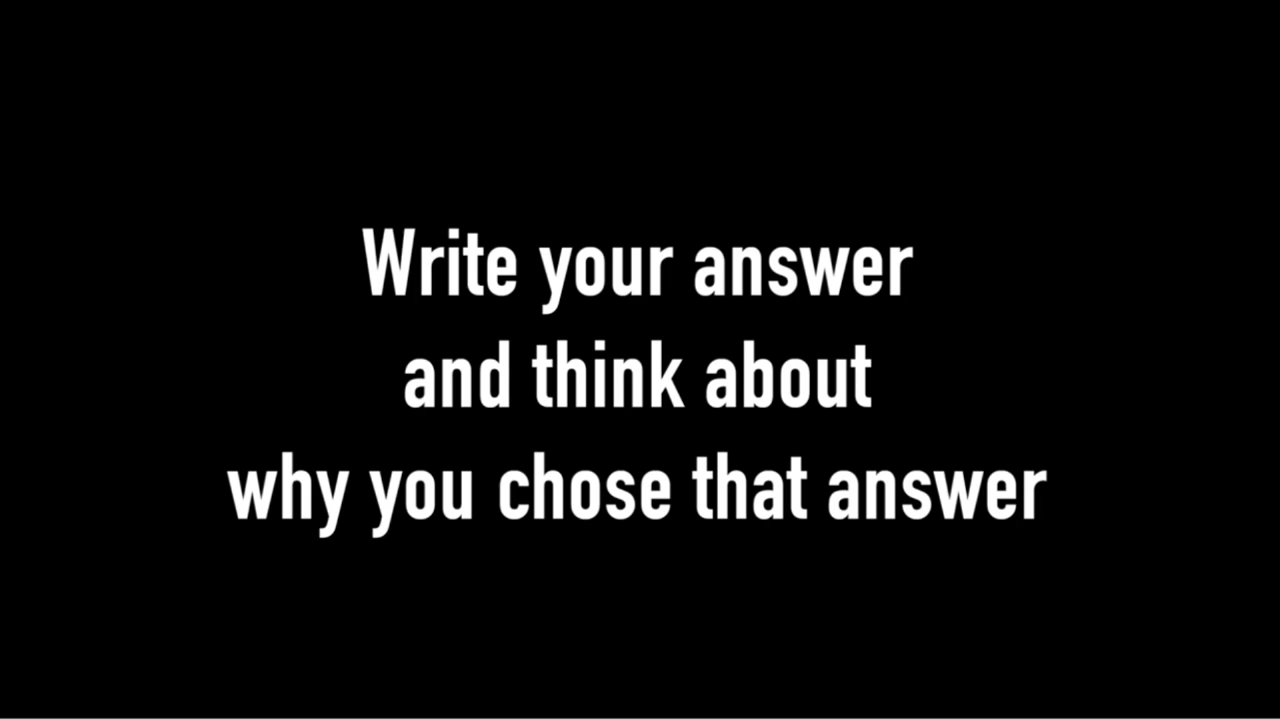 Write your answer
and think about
why you chose that answer